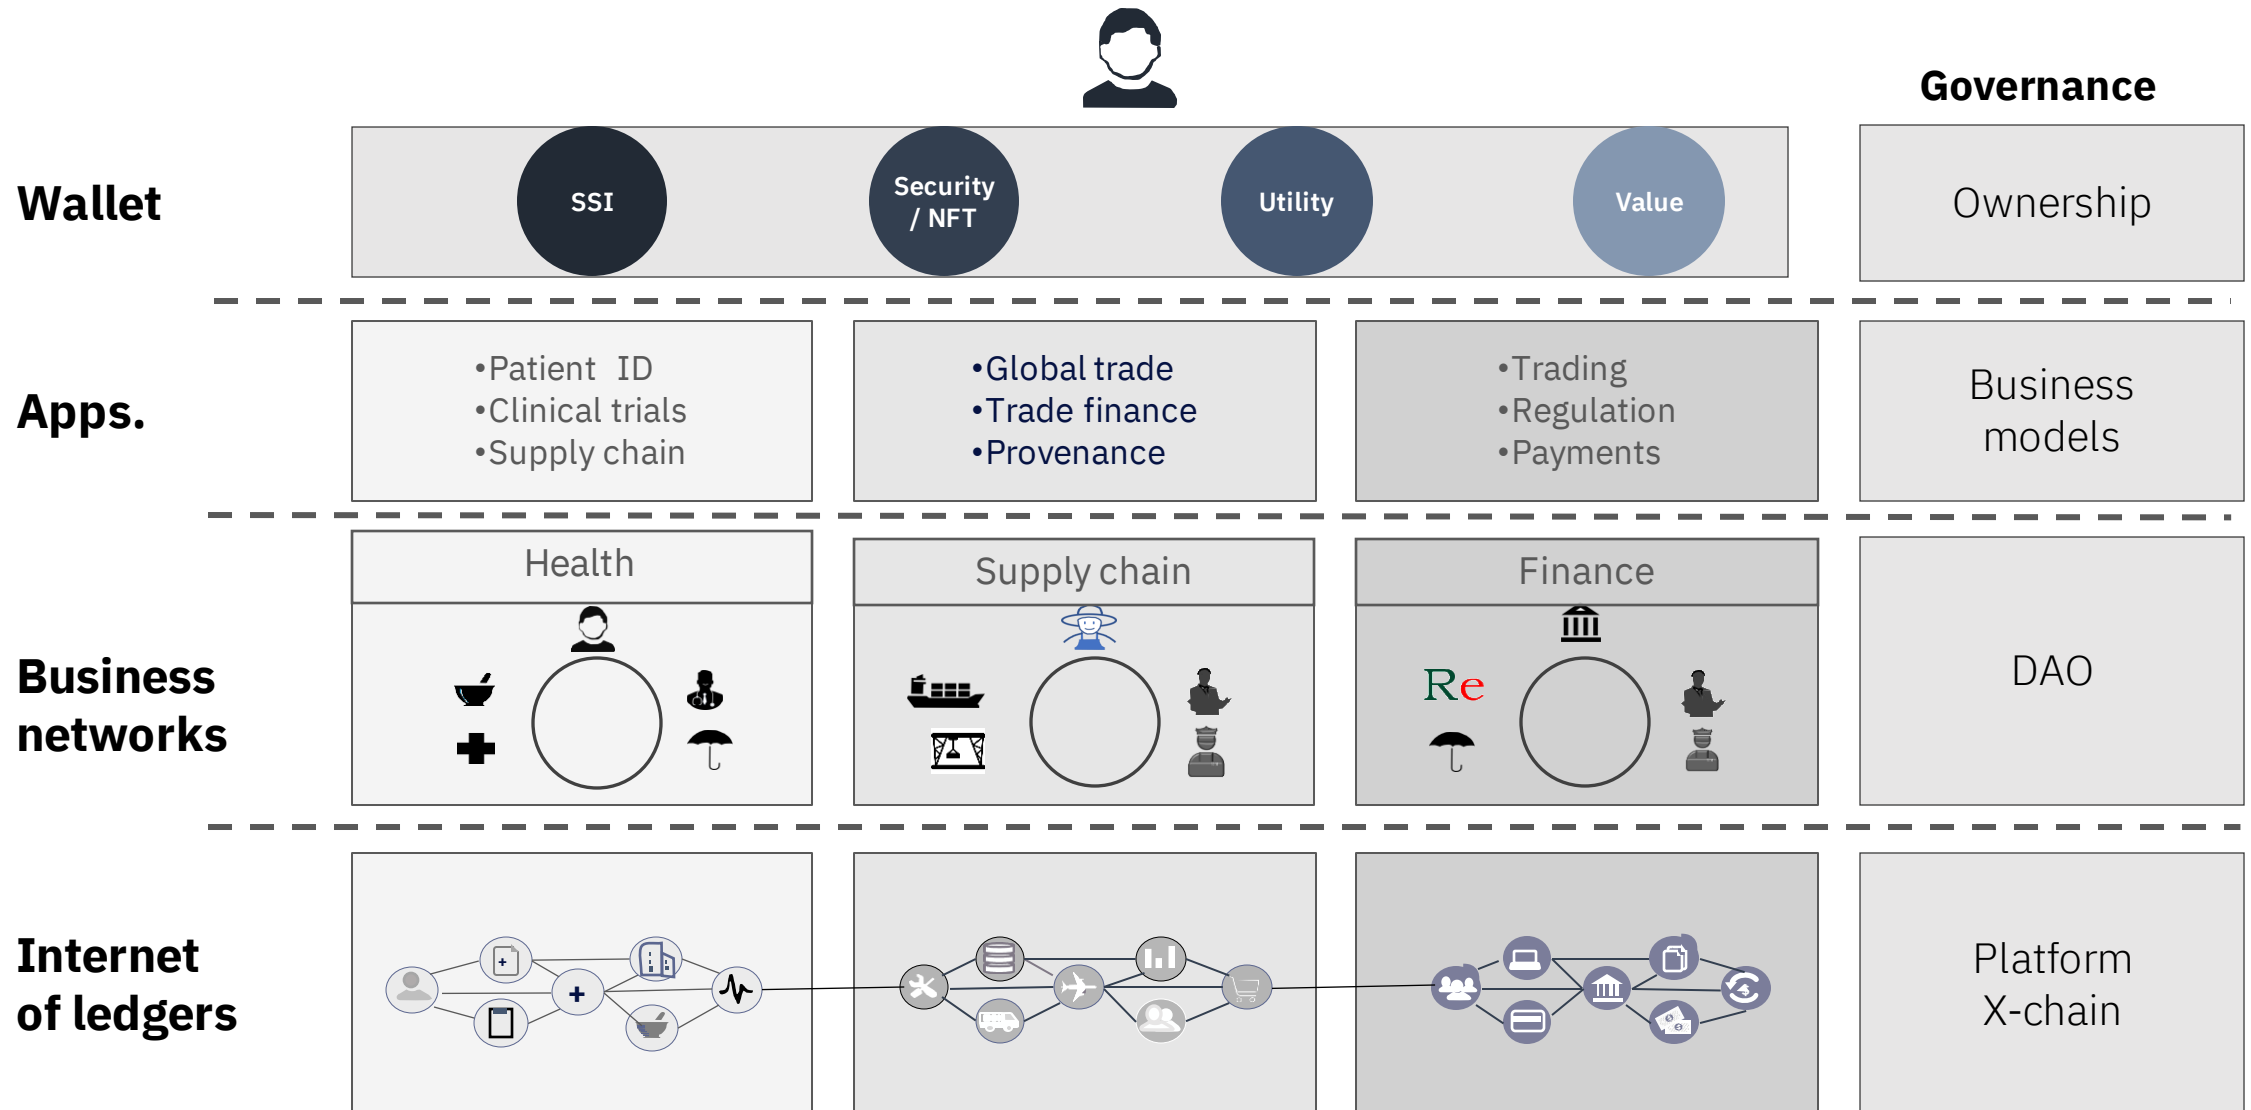 Governance
Wallet
SSI
Security
/ NFT
Utility
Value
Ownership
Apps.
•Patient ID
•Clinical trials
•Supply chain
•Global trade
•Trade finance
•Provenance
•Trading
•Regulation
•Payments
Business
models
Business
networks
Health
Supply chain
Finance
Re
DAO
Internet
of ledgers
Platform
X-chain